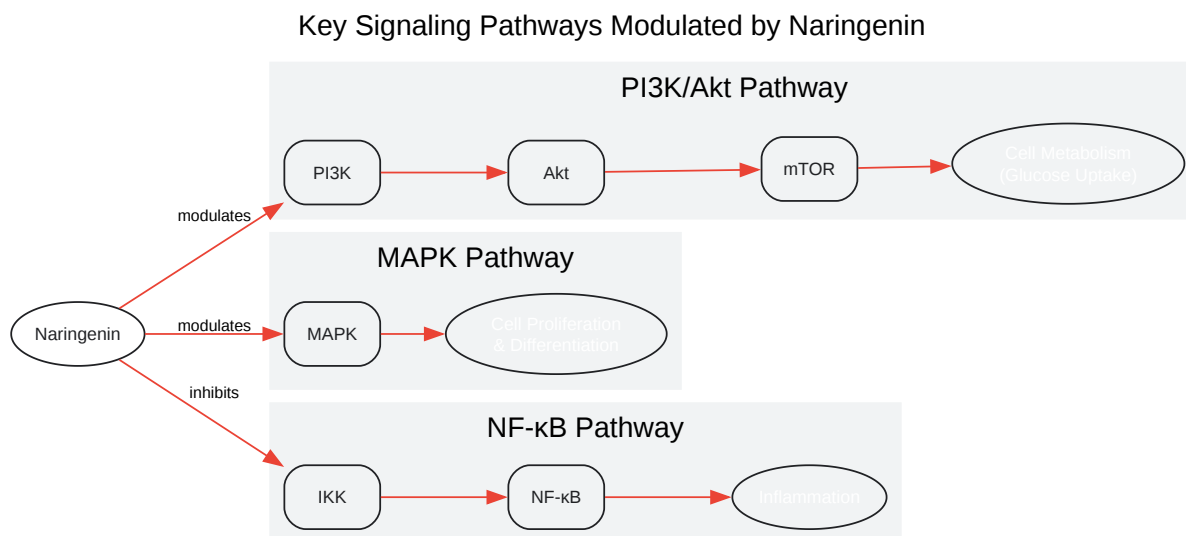 Key Signaling Pathways Modulated by Naringenin
PI3K/Akt Pathway
PI3K
Akt
mTOR
Cell Metabolism
(Glucose Uptake)
modulates
MAPK Pathway
Naringenin
modulates
MAPK
Cell Proliferation
& Differentiation
inhibits
NF-κB Pathway
IKK
NF-κB
Inflammation